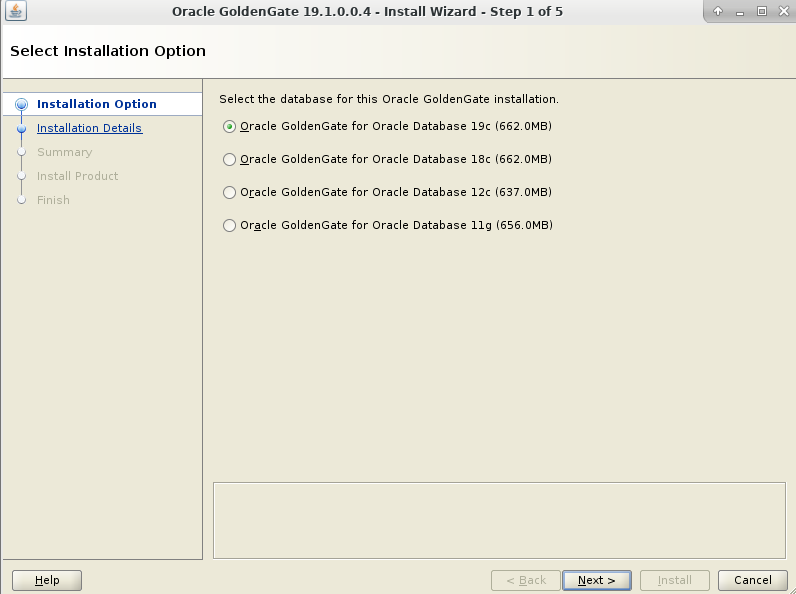 Oracle GoldenGate 19.1.0.0.4 - Install Wizard - Step 1 of 5
Select Installation Option
Installation Option
Installation Details
Summary
Install Product
Finish
Select the database for this Oracle GoldenGate installation.
Oracle GoldenGate for Oracle Database 19c (662.0MB)
Oracle GoldenGate for Oracle Database 18c (662.0MB)
Oracle GoldenGate for Oracle Database 12c (637.0MB)
Oracle GoldenGate for Oracle Database 11g (656.0MB)
Help
< Back
Next >
Install
Cancel